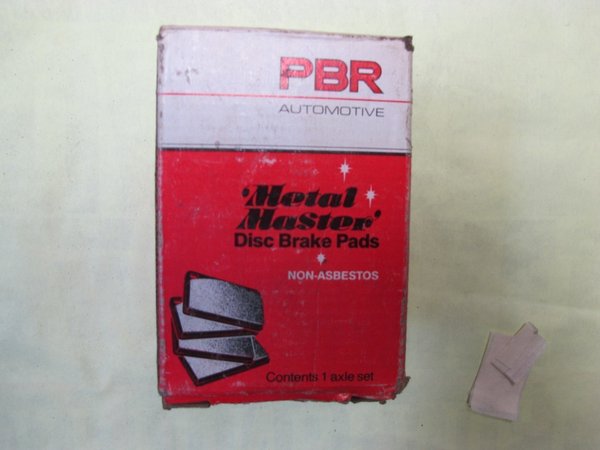 PBR
AUTOMOTIVE
'Metal
Master'
Disc Brake Pads
NON-ASBESTOS
Contents 1 axle set